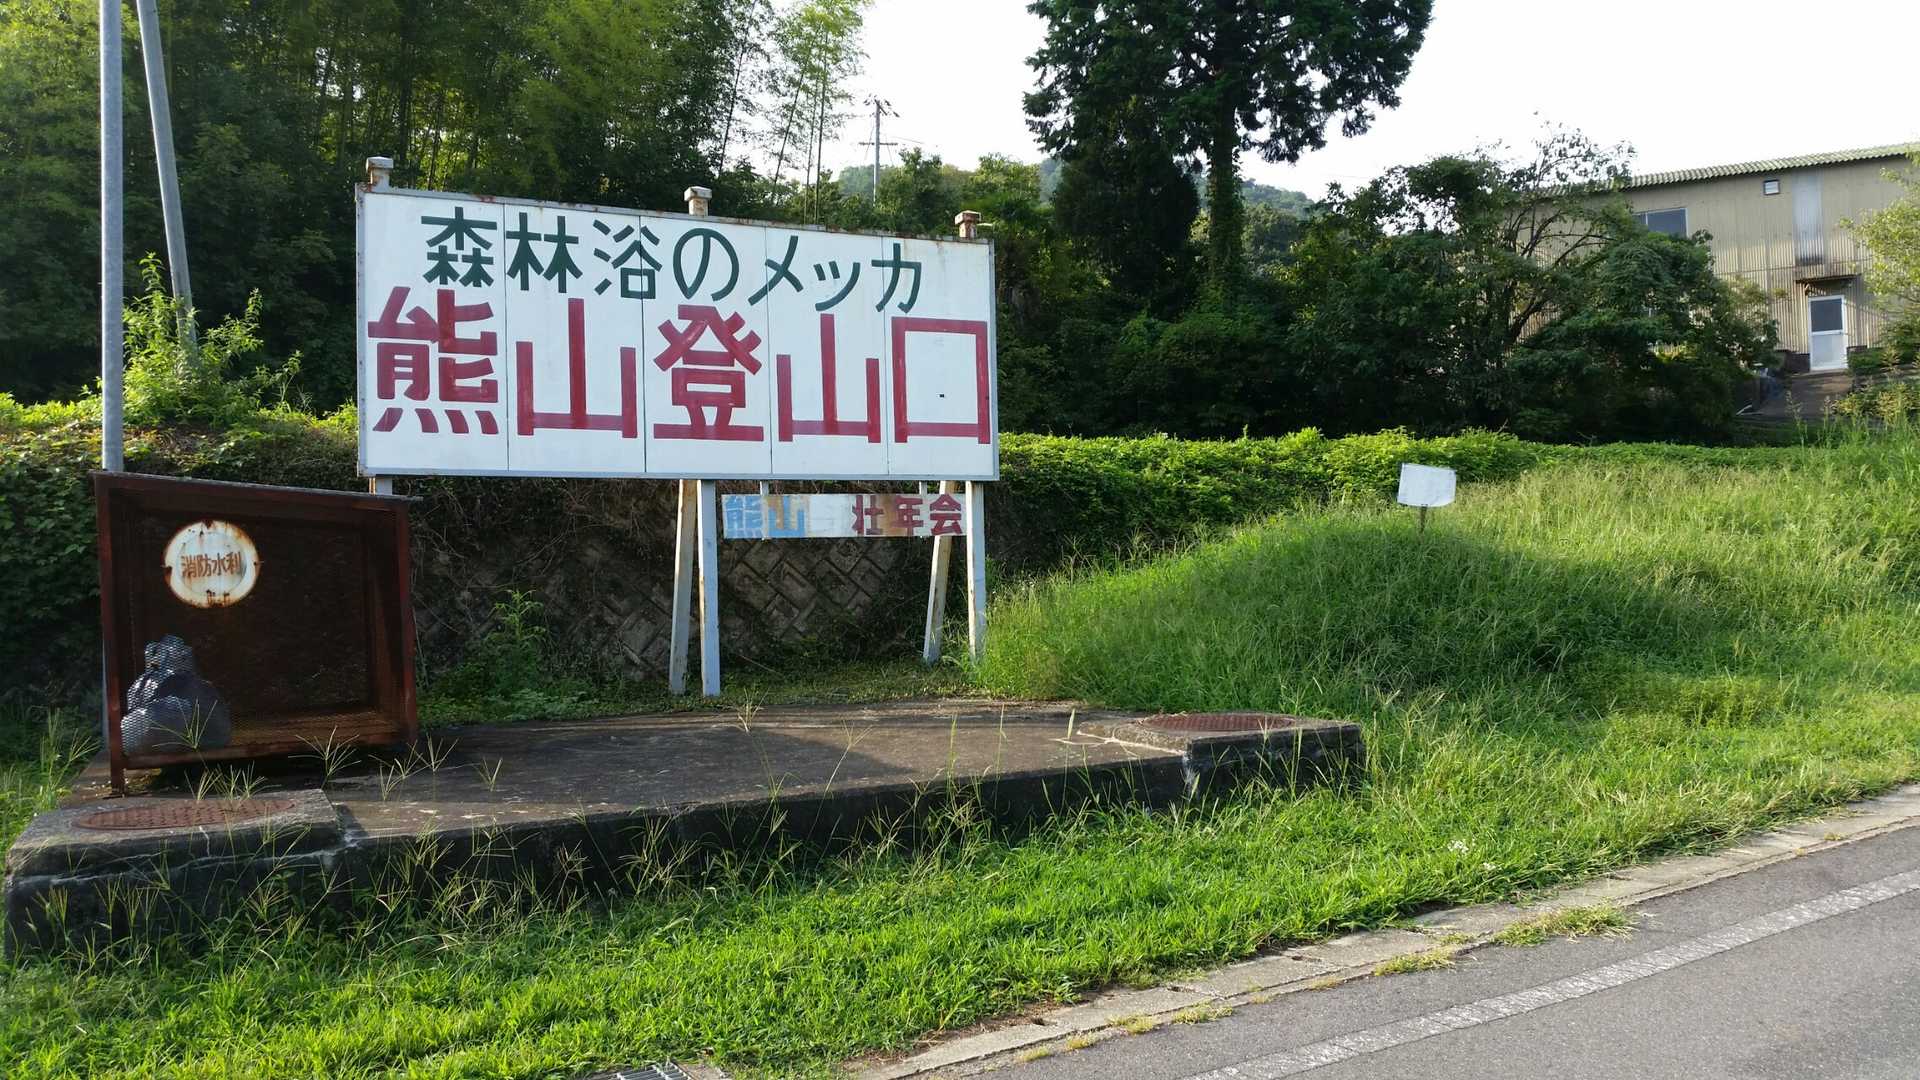 森林浴のメッカ
熊山登山口
熊山 壮年会
消防水利